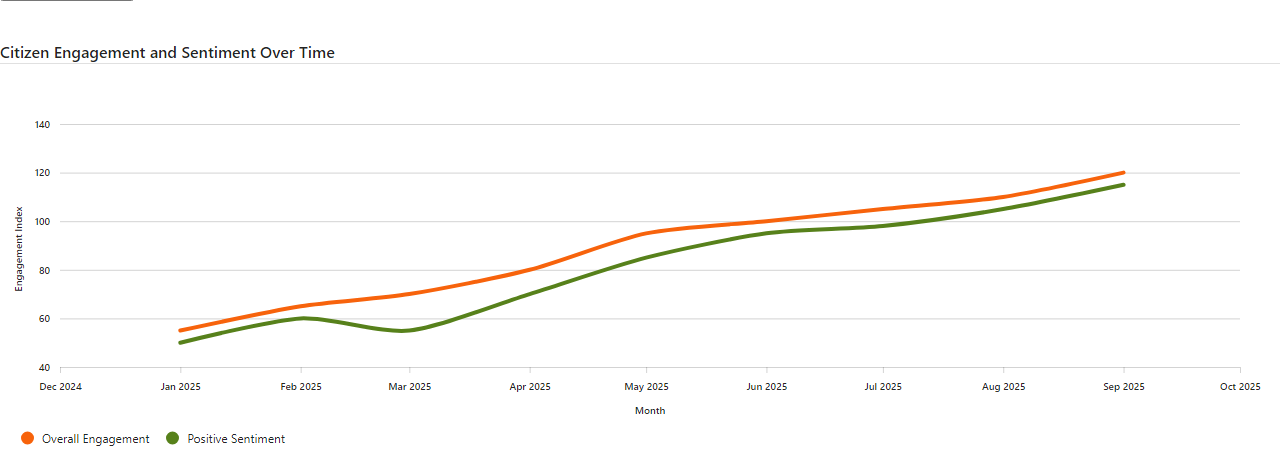 Citizen Engagement and Sentiment Over Time
140
120
100
80
60
40
Engagement Index
Dec 2024 Jan 2025 Feb 2025 Mar 2025 Apr 2025 May 2025 Jun 2025 Jul 2025 Aug 2025 Sep 2025 Oct 2025
Month
Overall Engagement Positive Sentiment